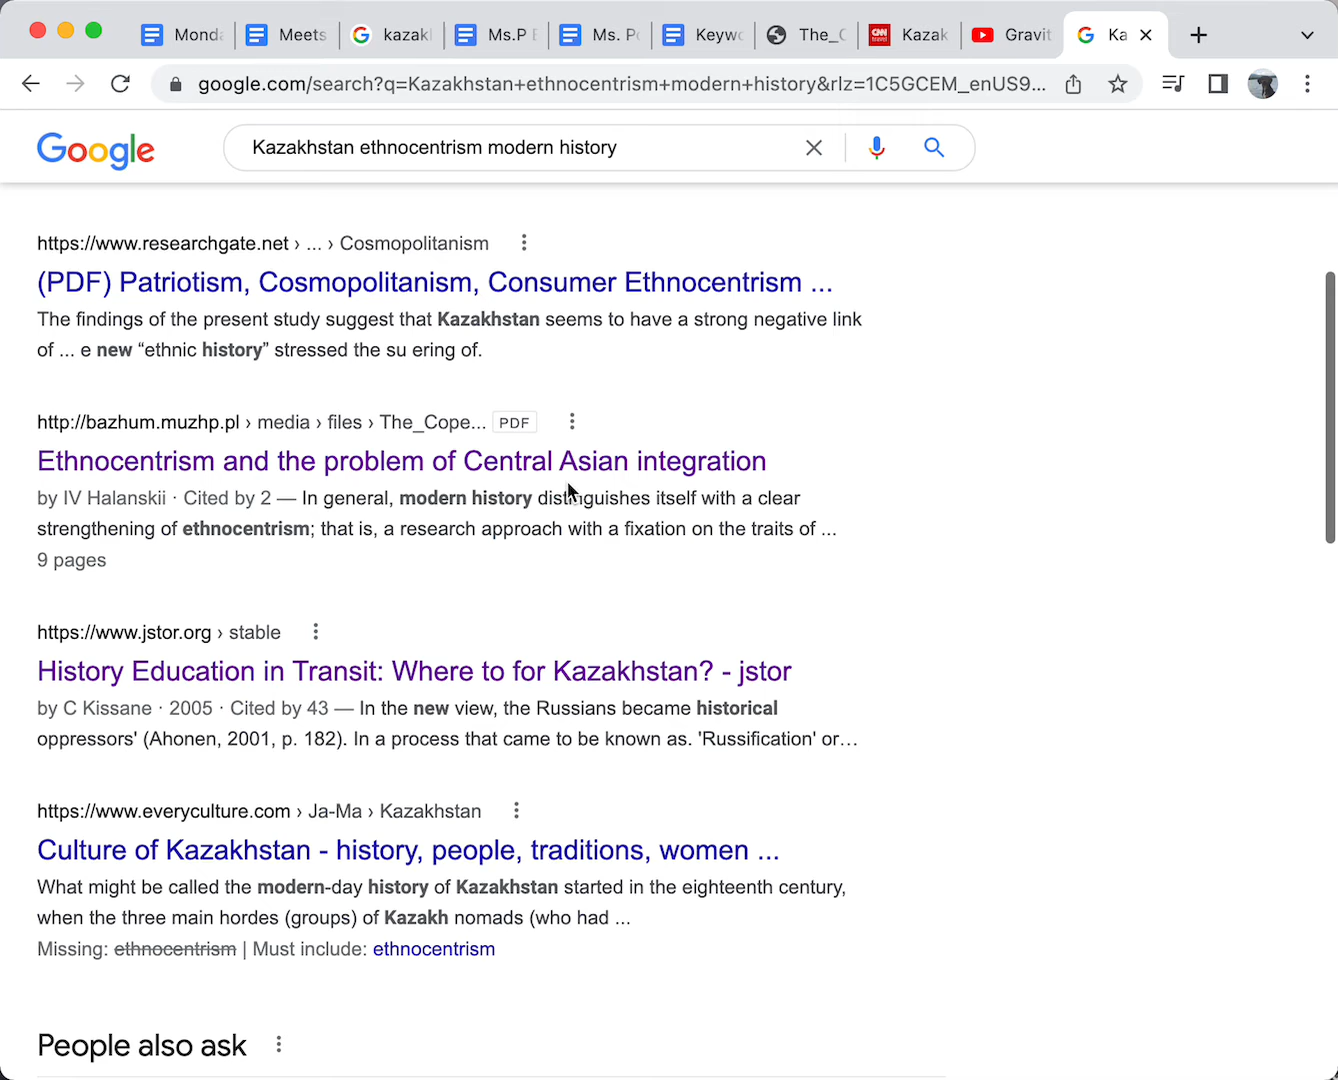 Monda Meets kazakl Ms.P E Ms. Po Keywo The_C Kazak Gravit Ka
google.com/search?q=Kazakhstan+ethnocentrism+modern+history&rlz=1C5GCEM_enUS9...
Google Kazakhstan ethnocentrism modern history
https://www.researchgate.net › ... › Cosmopolitanism
(PDF) Patriotism, Cosmopolitanism, Consumer Ethnocentrism ...
The findings of the present study suggest that Kazakhstan seems to have a strong negative link
of ... e new “ethnic history” stressed the su ering of.
http://bazhum.muzhp.pl › media › files › The_Cope... PDF
Ethnocentrism and the problem of Central Asian integration
by IV Halanskii · Cited by 2 — In general, modern history distinguishes itself with a clear
strengthening of ethnocentrism; that is, a research approach with a fixation on the traits of ...
9 pages
https://www.jstor.org › stable
History Education in Transit: Where to for Kazakhstan? - jstor
by C Kissane · 2005 · Cited by 43 — In the new view, the Russians became historical
oppressors' (Ahonen, 2001, p. 182). In a process that came to be known as. 'Russification' or...
https://www.everyculture.com › Ja-Ma › Kazakhstan
Culture of Kazakhstan - history, people, traditions, women ...
What might be called the modern-day history of Kazakhstan started in the eighteenth century,
when the three main hordes (groups) of Kazakh nomads (who had ...
Missing: ethnocentrism | Must include: ethnocentrism
People also ask